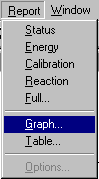 Report Window
Status
Energy
Calibration
Reaction
Full...
Graph...
Table...
Options...